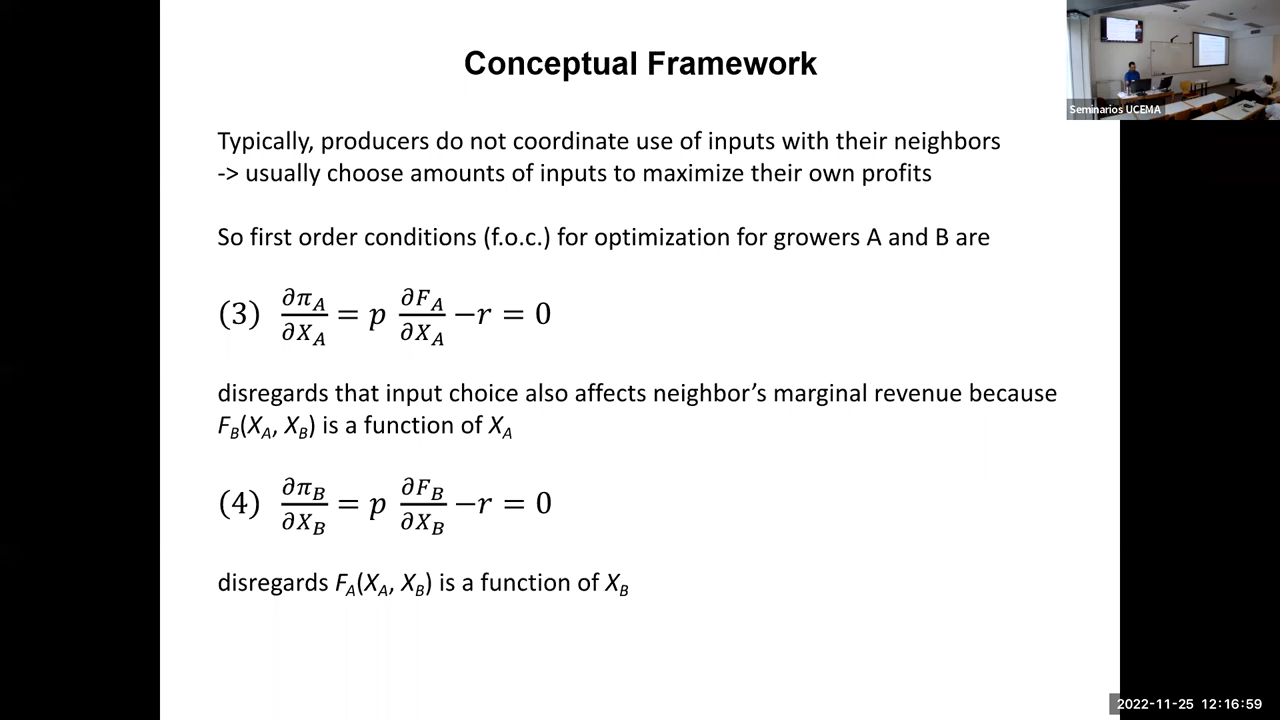 Conceptual Framework
Typically, producers do not coordinate use of inputs with their neighbors
-> usually choose amounts of inputs to maximize their own profits
So first order conditions (f.o.c.) for optimization for growers A and B are
(3) ∂π_A/∂X_A = p ∂F_A/∂X_A − r = 0
disregards that input choice also affects neighbor’s marginal revenue because
F_B(X_A, X_B) is a function of X_A
(4) ∂π_B/∂X_B = p ∂F_B/∂X_B − r = 0
disregards F_A(X_A, X_B) is a function of X_B
Seminarios UCEMA
2022-11-25 12:16:59